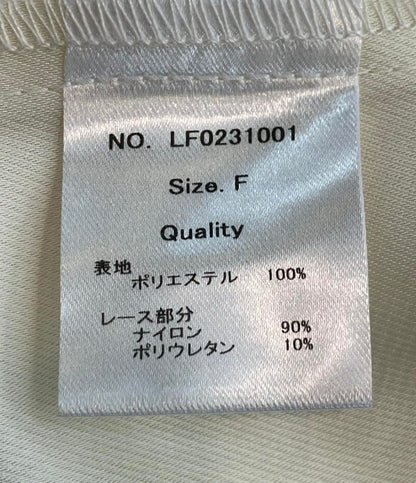 NO. LF0231001
Size. F
Quality
表地
ポリエステル 100%
レース部分
ナイロン 90%
ポリウレタン 10%